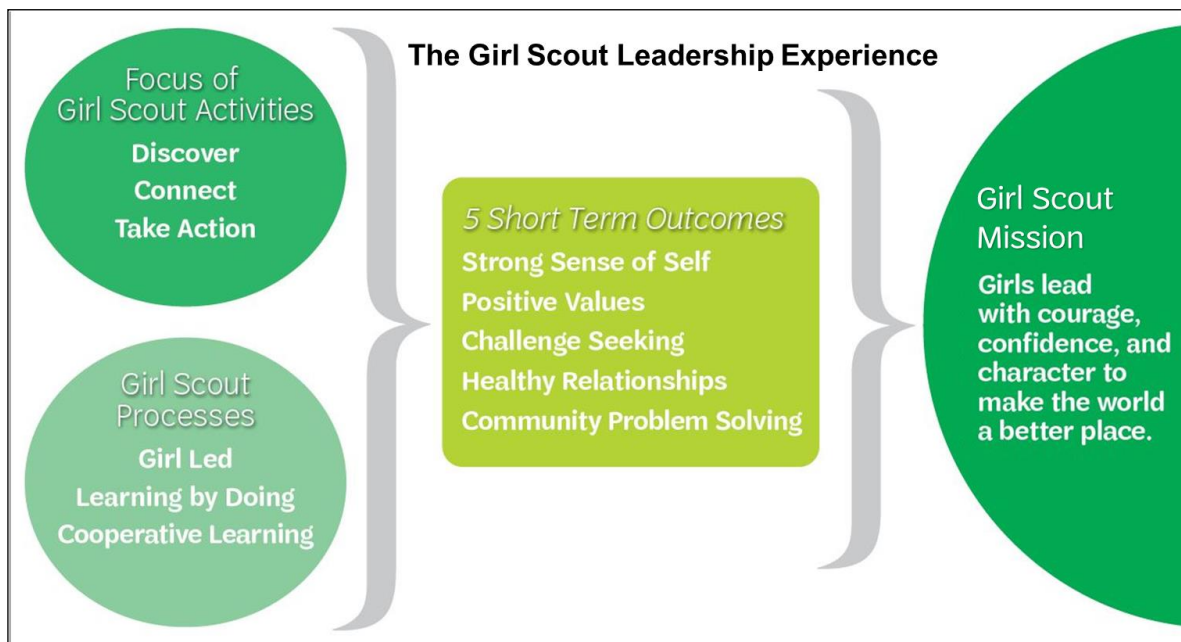 The Girl Scout Leadership Experience
Focus of
Girl Scout Activities
Discover
Connect
Take Action
Girl Scout
Processes
Girl Led
Learning by Doing
Cooperative Learning
5 Short Term Outcomes
Strong Sense of Self
Positive Values
Challenge Seeking
Healthy Relationships
Community Problem Solving
Girl Scout
Mission
Girls lead
with courage,
confidence, and
character to
make the world
a better place.